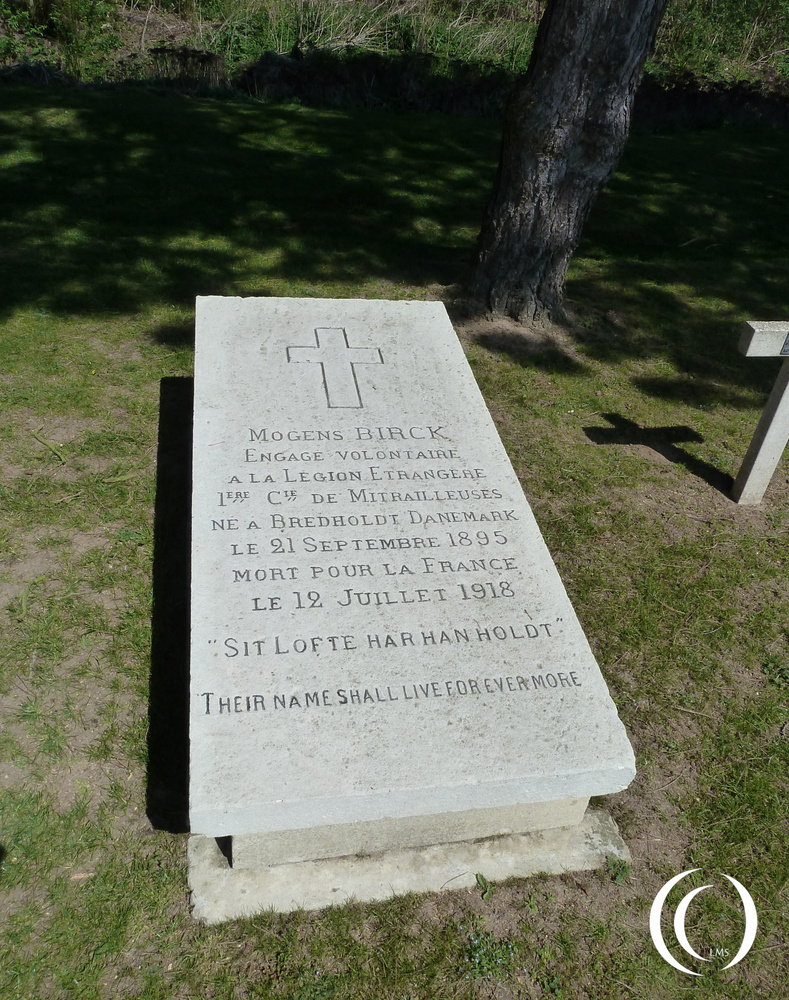 MOGENS BIRCK
ENGAGE VOLONTAIRE
A LA LEGION ETRANGERE
1ERE CIE DE MITRAILLEUSES
NE A BREDHOLDT DANEMARK
LE 21 SEPTEMBRE 1895
MORT POUR LA FRANCE
LE 12 JUILLET 1918
"SIT LOFTE HAR HAN HOLDT"
THEIR NAME SHALL LIVE FOR EVER MORE
LMS